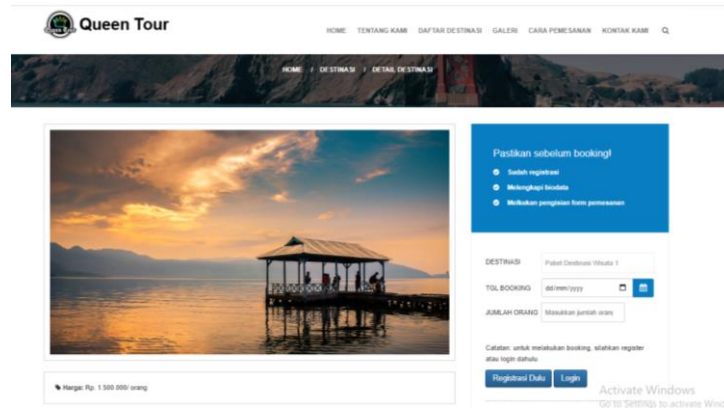 Queen Tour
HOME TENTANG KAMI DAFTAR DESTINASI GALERI CARA PEMESANAN KONTAK KAMI
HOME / DESTINASI / DETAIL DESTINASI
Pastikan sebelum booking!
Sudah registrasi
Melengkapi biodata
Melkukan pengisian form pemesanan
DESTINASI Paket Destinasi Wisata 1
TGL BOOKING dd/mm/yyyy
JUMLAH ORANG Masukkan jumlah orang
Catatan: untuk melakukan booking, silahkan register
atau login dahulu
Registrasi Dulu Login
Harga: Rp. 1.500.000/ orang
Activate Windows
Go to Settings to activate Wind